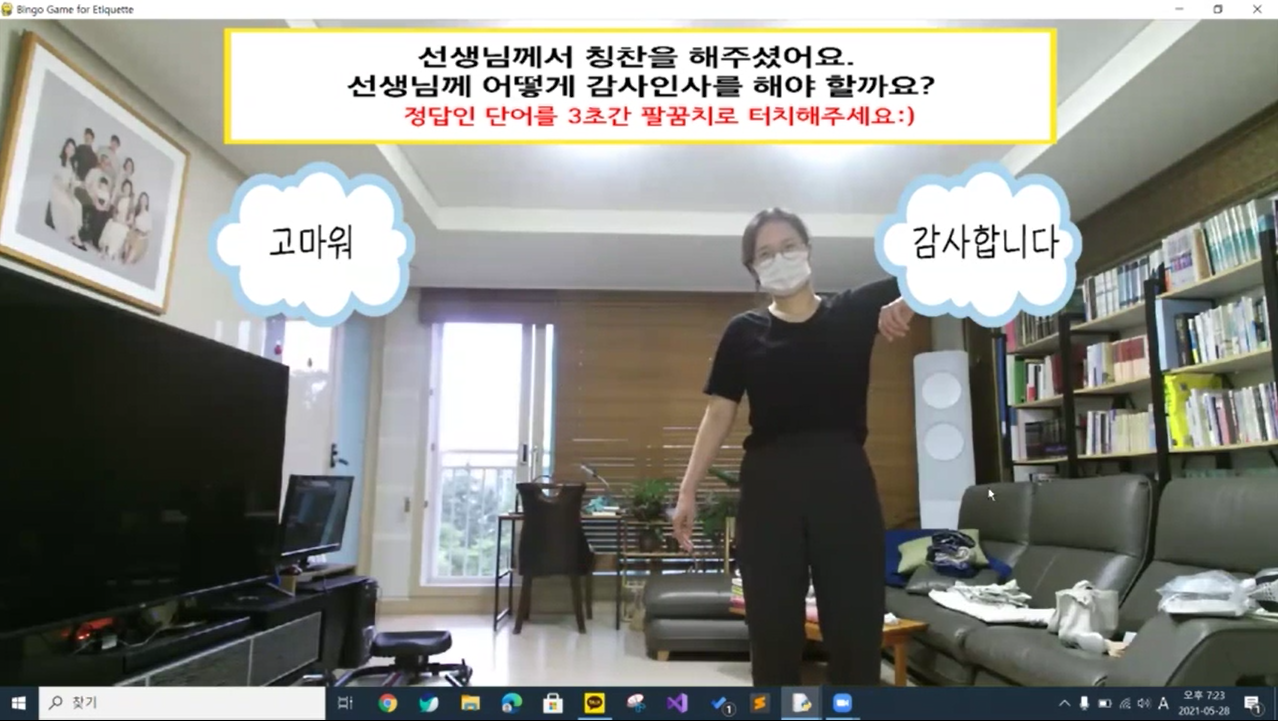 Bingo Game for Etiquette
선생님께서 칭찬을 해주셨어요.
선생님께 어떻게 감사인사를 해야 할까요?
정답인 단어를 3초간 팔꿈치로 터치해주세요:)
고마워
감사합니다
찾기
TALK
1
A
오후 7:23
2021-05-28
1